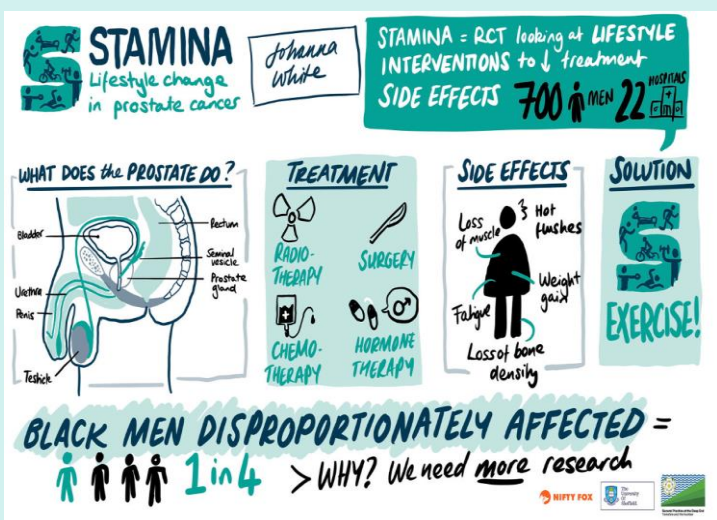 STAMINA
Lifestyle change
in prostate cancer
Johanna
White
STAMINA = RCT looking at LIFESTYLE
INTERVENTIONS to ↓ treatment
SIDE EFFECTS 700 MEN 22 HOSPITALS
WHAT DOES the PROSTATE DO?
Bladder
Urethra
Penis
Testicle
Rectum
Seminal
vesicle
Prostate
gland
TREATMENT
RADIO-
THERAPY
SURGERY
CHEMO-
THERAPY
HORMONE
THERAPY
SIDE EFFECTS
Loss
of muscle
Hot
flushes
Fatigue
Weight
gain
Loss of bone
density
SOLUTION
EXERCISE!
BLACK MEN DISPROPORTIONATELY AFFECTED =
1 in 4 > WHY? We need more research
NIFTY FOX
The
University
Of
Sheffield.